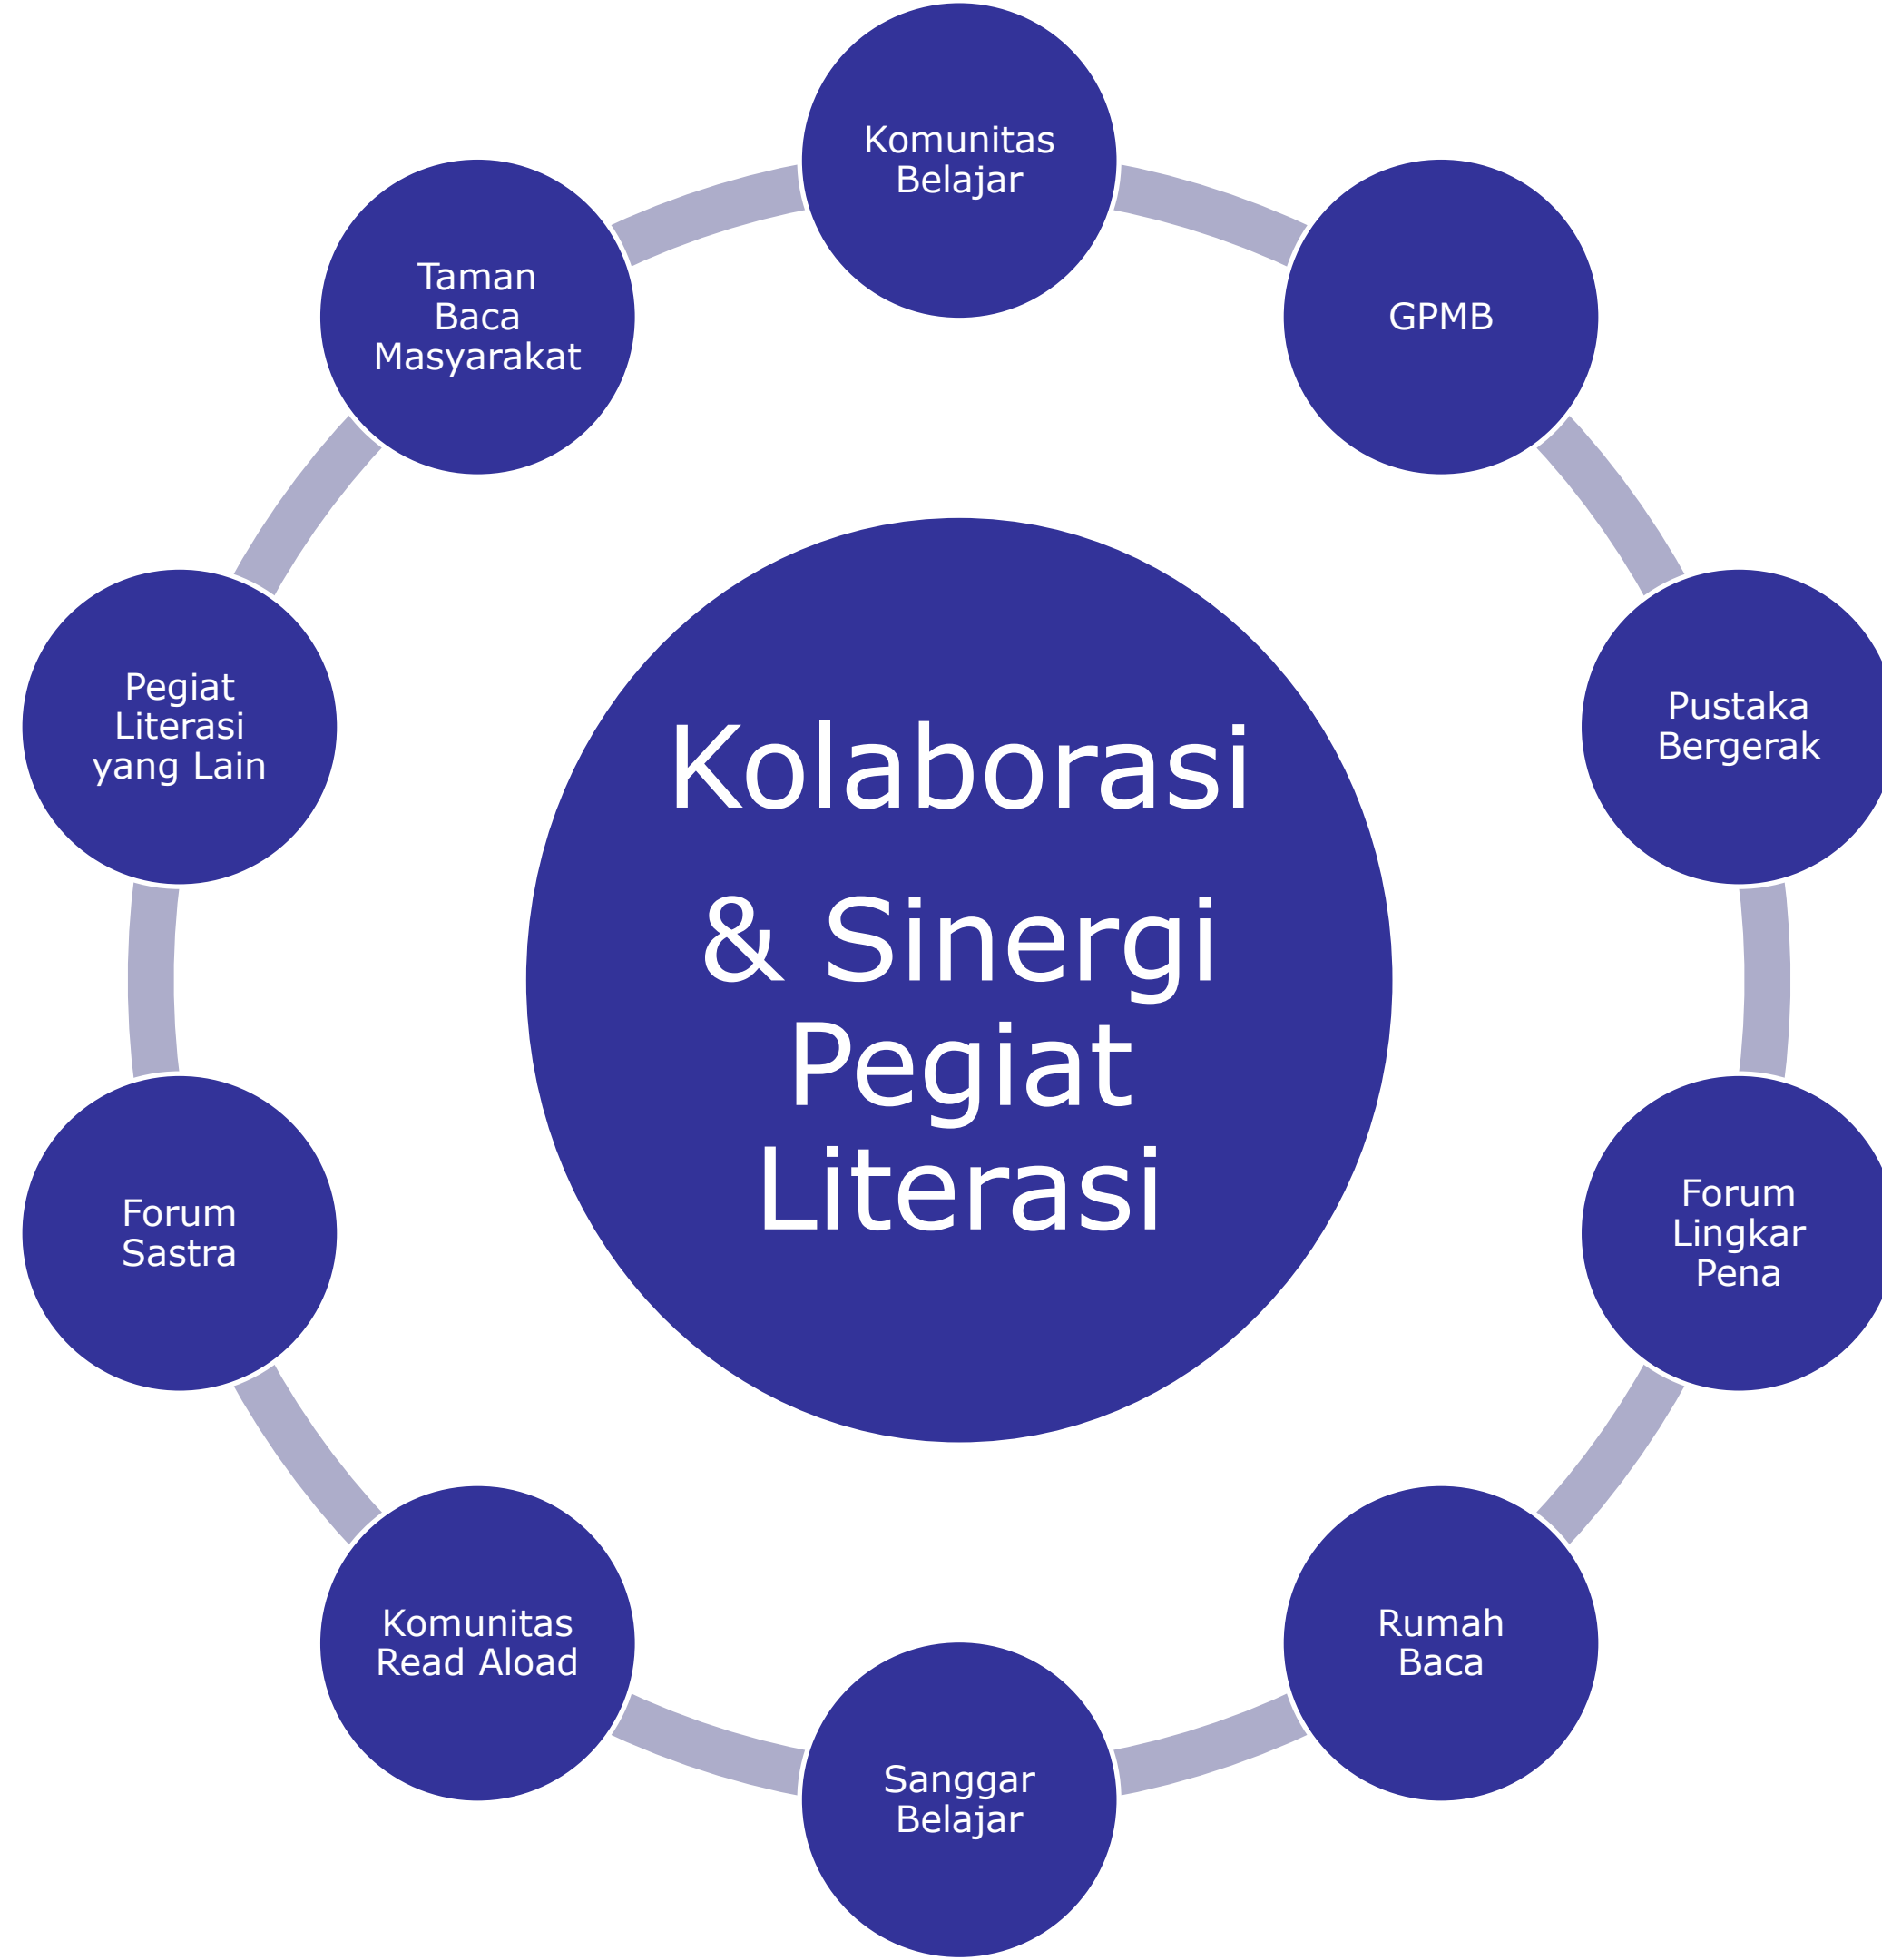 Komunitas
Belajar
GPMB
Pustaka
Bergerak
Forum
Lingkar
Pena
Rumah
Baca
Sanggar
Belajar
Komunitas
Read Aload
Forum
Sastra
Pegiat
Literasi
yang Lain
Taman
Baca
Masyarakat
Kolaborasi
& Sinergi
Pegiat
Literasi